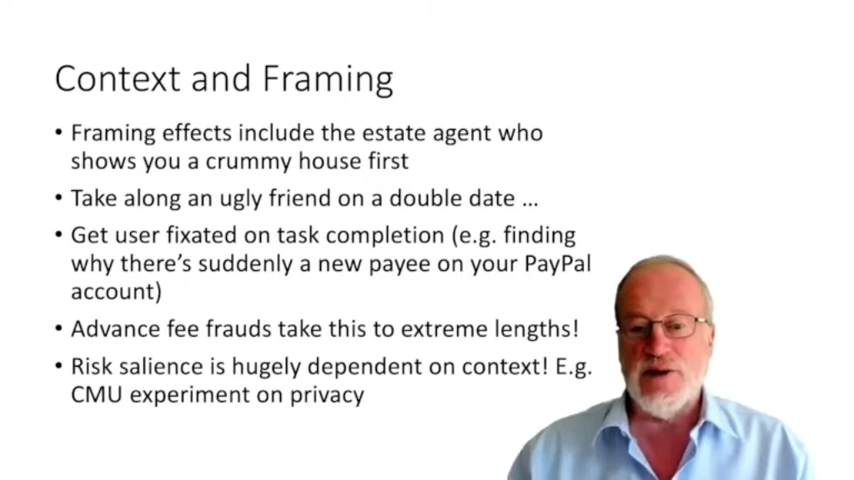 Context and Framing
• Framing effects include the estate agent who
shows you a crummy house first
• Take along an ugly friend on a double date ...
• Get user fixated on task completion (e.g. finding
why there's suddenly a new payee on your PayPal
account)
• Advance fee frauds take this to extreme lengths!
• Risk salience is hugely dependent on context! E.g.
CMU experiment on privacy